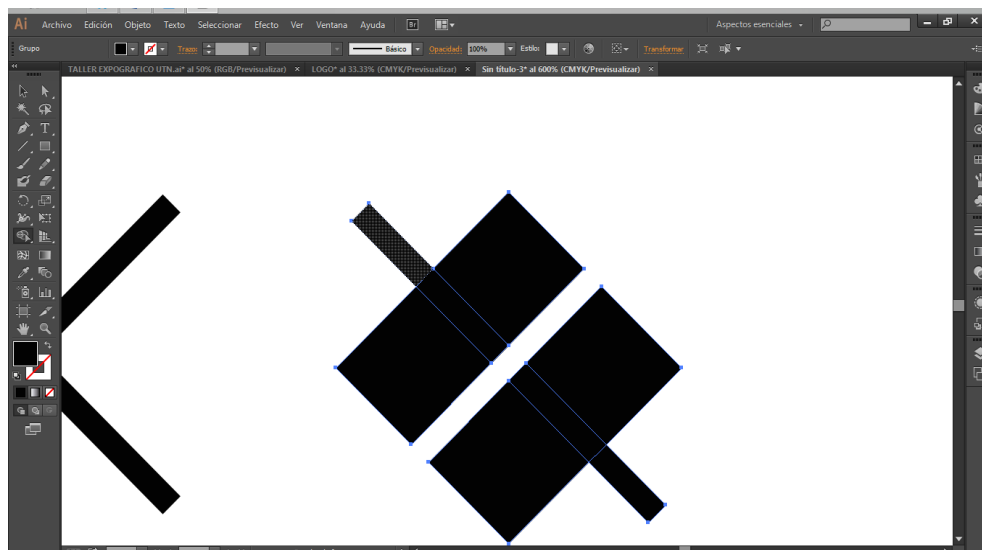 Ai Archivo Edición Objeto Texto Seleccionar Efecto Ver Ventana Ayuda Br Aspectos esenciales
Grupo Trazo: Básico Opacidad: 100% Estilo: Transformar
TALLER EXPOGRAFICO UTN.ai* al 50% (RGB/Previsualizar) × LOGO* al 33.33% (CMYK/Previsualizar) × Sin título-3* al 600% (CMYK/Previsualizar) ×